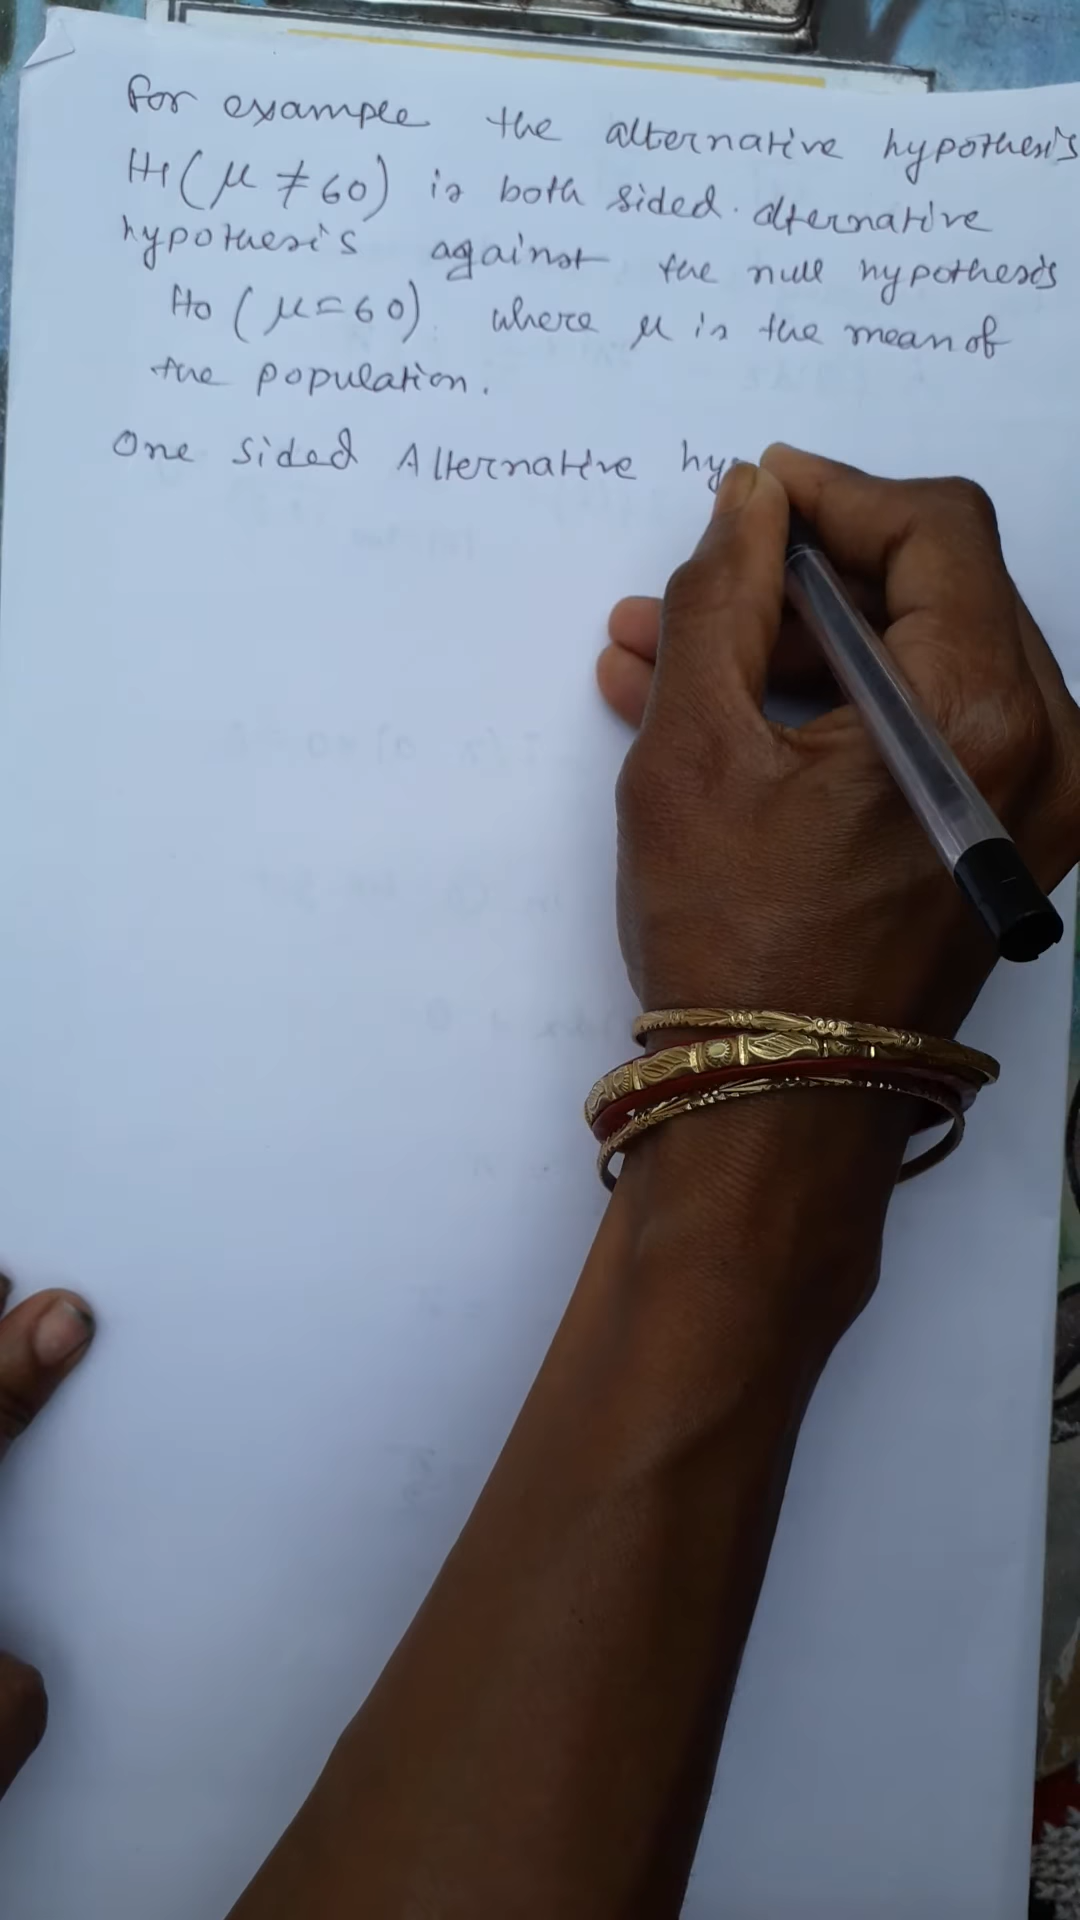 For example the alternative hypothesis
H1 (μ ≠ 60) is both sided. alternative
hypothesis against the null hypothesis
H0 (μ = 60) where μ is the mean of
the population.
One sided Alternative hy